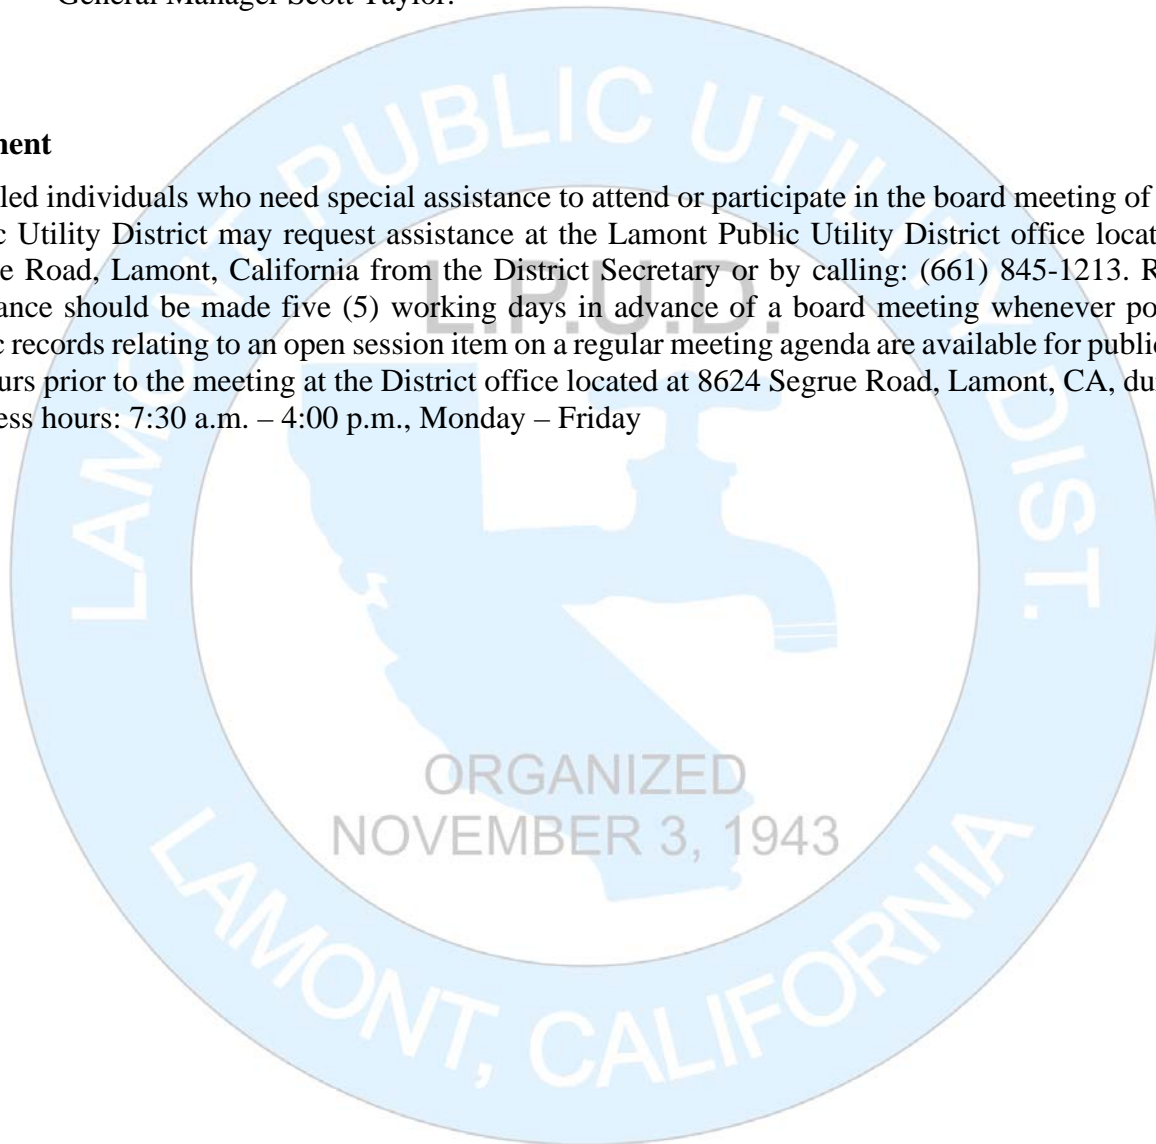 General Manager Scott Taylor.
ment
led individuals who need special assistance to attend or participate in the board meeting of
c Utility District may request assistance at the Lamont Public Utility District office locat
e Road, Lamont, California from the District Secretary or by calling: (661) 845-1213. R
ance should be made five (5) working days in advance of a board meeting whenever po
c records relating to an open session item on a regular meeting agenda are available for public
urs prior to the meeting at the District office located at 8624 Segrue Road, Lamont, CA, du
ess hours: 7:30 a.m. – 4:00 p.m., Monday – Friday
LAMONT PUBLIC UTILITY DIST.
L.P.U.D.
ORGANIZED
NOVEMBER 3, 1943
LAMONT, CALIFORNIA